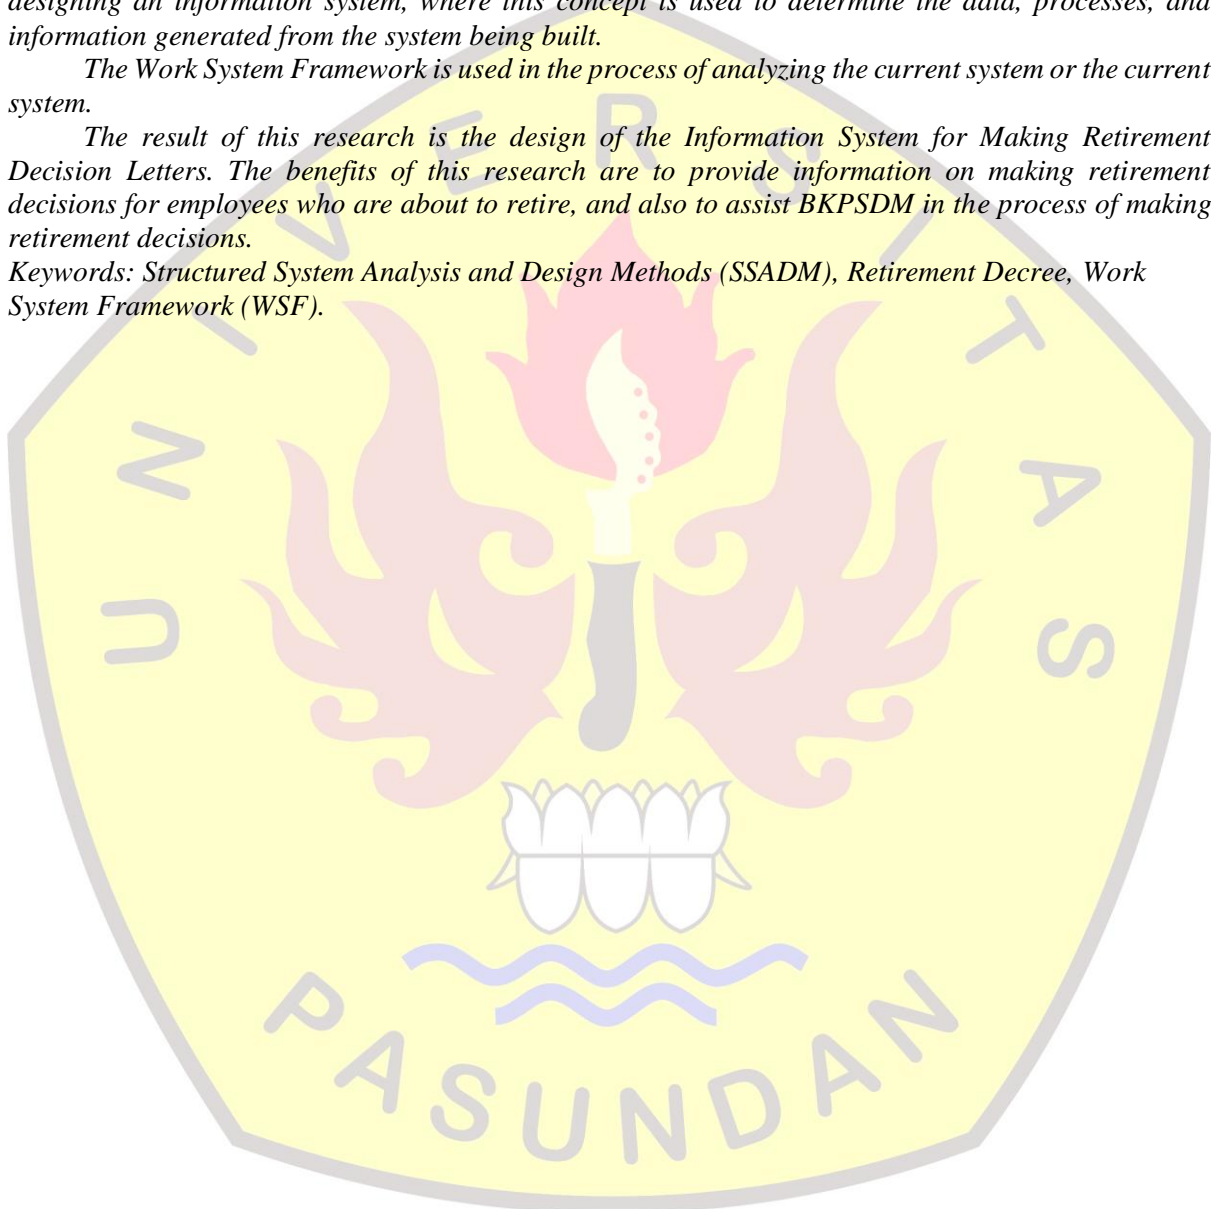 designing an information system, where this concept is used to determine the data, processes, and
information generated from the system being built.
The Work System Framework is used in the process of analyzing the current system or the current
system.
The result of this research is the design of the Information System for Making Retirement
Decision Letters. The benefits of this research are to provide information on making retirement
decisions for employees who are about to retire, and also to assist BKPSDM in the process of making
retirement decisions.
Keywords: Structured System Analysis and Design Methods (SSADM), Retirement Decree, Work
System Framework (WSF).
UNIVERSITAS
PASUNDAN